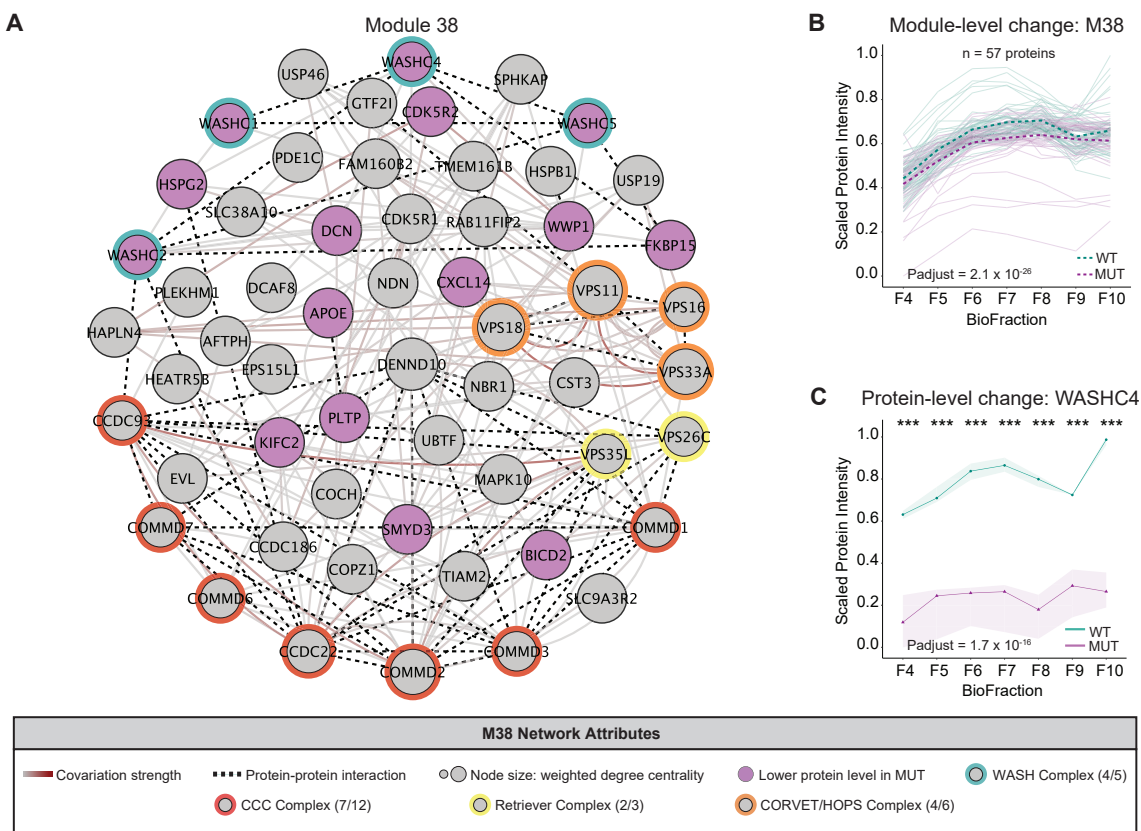 A
Module 38
WASHC4
USP46
SPHKAP
GTF2I
CDK5R2
WASHC1
WASHC5
PDE1C
FAM160B2
TMEM161B
HSPB1
USP19
HSPG2
SLC38A10
DCN
CDK5R1
RAB11FIP2
WWP1
FKBP15
WASHC2
PLEKHM1
DCAF8
NDN
CXCL14
VPS11
VPS16
APOE
VPS18
HAPLN4
AFTPH
HEATR5B
EPS15L1
DENND10
NBR1
CST3
VPS33A
CCDC93
PLTP
KIFC2
UBTF
VPS35L
VPS26C
EVL
COCH
MAPK10
COMMD7
SMYD3
COMMD1
CCDC186
BICD2
COPZ1
TIAM2
COMMD6
SLC9A3R2
CCDC22
COMMD2
COMMD3
B
Module-level change: M38
n = 57 proteins
Scaled Protein Intensity
1.0
0.8
0.6
0.4
0.2
0.0
WT
MUT
Padjust = 2.1 x 10-26
F4 F5 F6 F7 F8 F9 F10
BioFraction
C
Protein-level change: WASHC4
*** *** *** *** *** *** ***
Scaled Protein Intensity
1.0
0.8
0.6
0.4
0.2
0.0
WT
MUT
Padjust = 1.7 x 10-16
F4 F5 F6 F7 F8 F9 F10
BioFraction
M38 Network Attributes
Covariation strength
Protein-protein interaction
Node size: weighted degree centrality
Lower protein level in MUT
WASH Complex (4/5)
CCC Complex (7/12)
Retriever Complex (2/3)
CORVET/HOPS Complex (4/6)